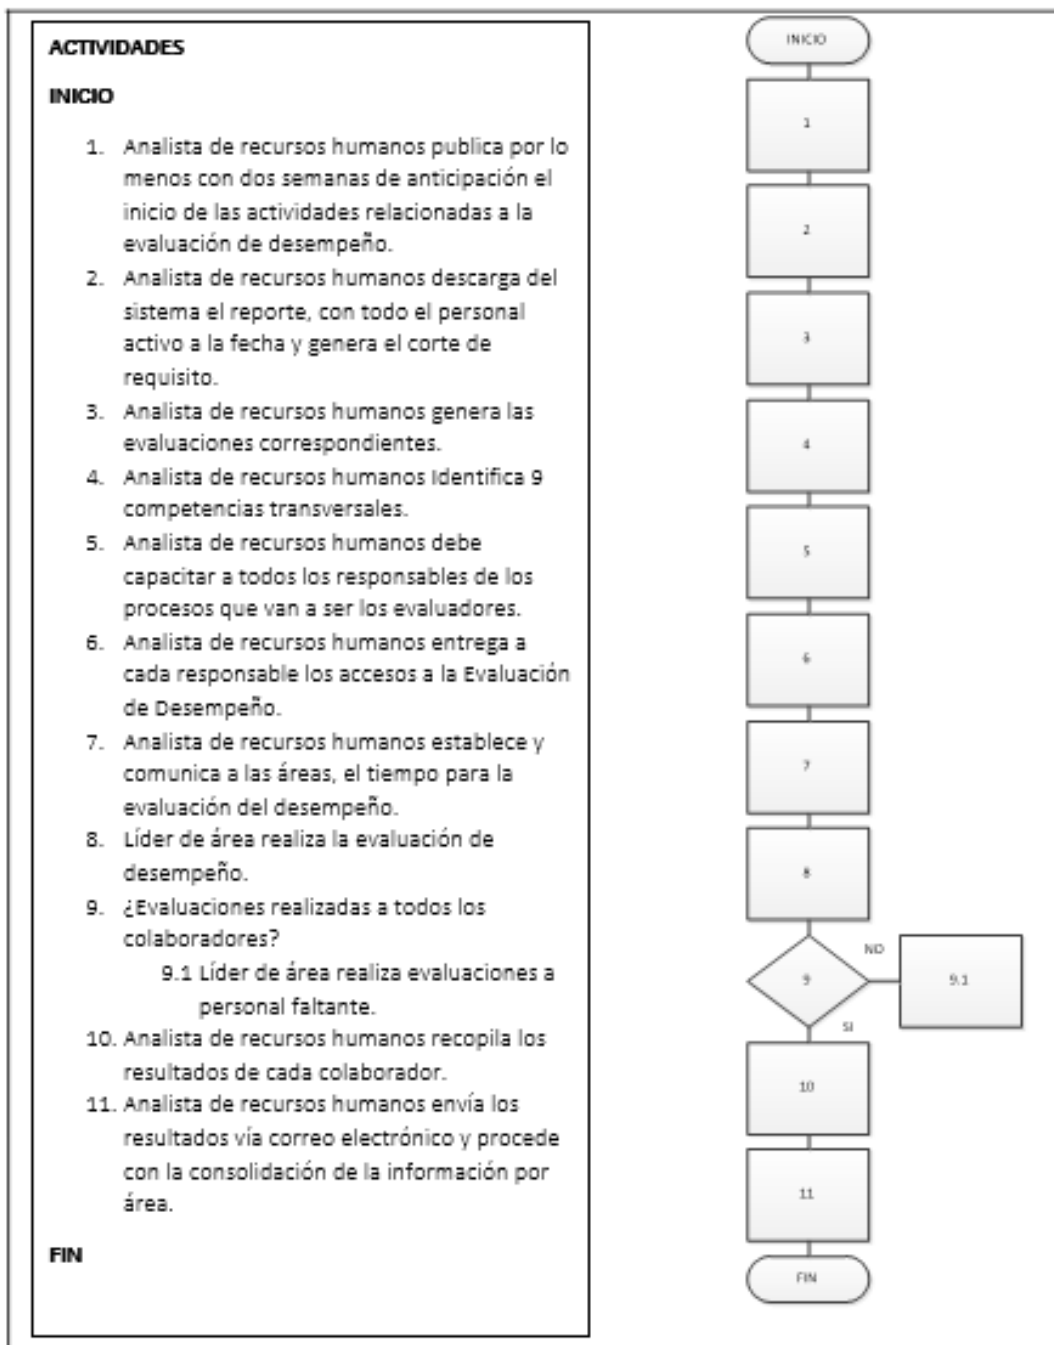 ACTIVIDADES
INICIO
1. Analista de recursos humanos publica por lo
menos con dos semanas de anticipación el
inicio de las actividades relacionadas a la
evaluación de desempeño.
2. Analista de recursos humanos descarga del
sistema el reporte, con todo el personal
activo a la fecha y genera el corte de
requisito.
3. Analista de recursos humanos genera las
evaluaciones correspondientes.
4. Analista de recursos humanos Identifica 9
competencias transversales.
5. Analista de recursos humanos debe
capacitar a todos los responsables de los
procesos que van a ser los evaluadores.
6. Analista de recursos humanos entrega a
cada responsable los accesos a la Evaluación
de Desempeño.
7. Analista de recursos humanos establece y
comunica a las áreas, el tiempo para la
evaluación del desempeño.
8. Líder de área realiza la evaluación de
desempeño.
9. ¿Evaluaciones realizadas a todos los
colaboradores?
9.1 Líder de área realiza evaluaciones a
personal faltante.
10. Analista de recursos humanos recopila los
resultados de cada colaborador.
11. Analista de recursos humanos envía los
resultados vía correo electrónico y procede
con la consolidación de la información por
área.
FIN
INICIO
1
2
3
4
5
6
7
8
9
NO
9.1
SI
10
11
FIN